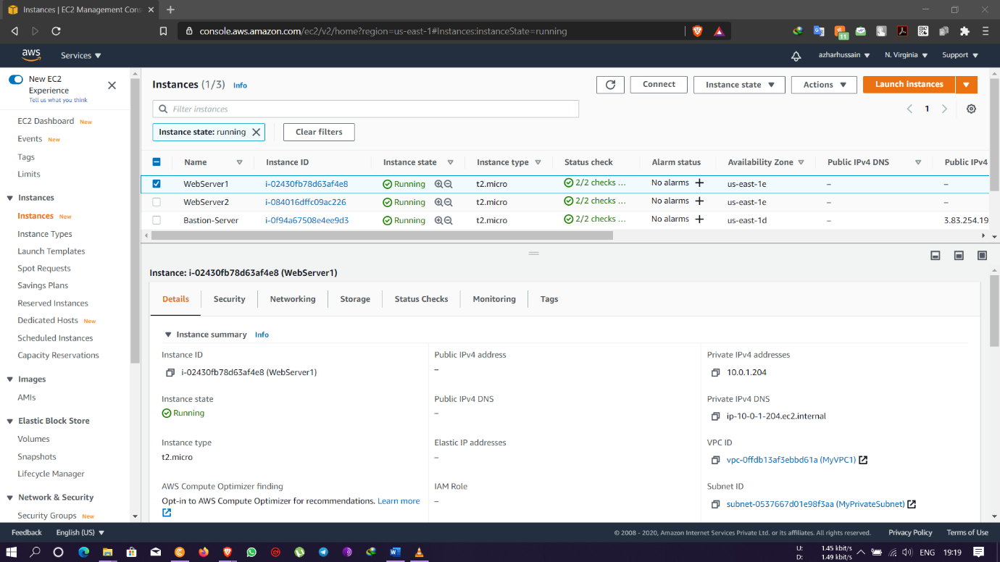 Instances | EC2 Management Cons
console.aws.amazon.com/ec2/v2/home?region=us-east-1#Instances:instanceState=running
11
aws Services azharhussain N. Virginia Support
New EC2 Experience
Tell us what you think
EC2 Dashboard New
Events New
Tags
Limits
Instances
Instances New
Instance Types
Launch Templates
Spot Requests
Savings Plans
Reserved Instances
Dedicated Hosts New
Scheduled Instances
Capacity Reservations
Images
AMIs
Elastic Block Store
Volumes
Snapshots
Lifecycle Manager
Network & Security
Security Groups New
Instances (1/3) Info
Connect Instance state Actions Launch instances
Filter instances
1
Instance state: running Clear filters
Name Instance ID Instance state Instance type Status check Alarm status Availability Zone Public IPv4 DNS Public IPv4
WebServer1 i-02430fb78d63af4e8 Running t2.micro 2/2 checks ... No alarms + us-east-1e – –
WebServer2 i-084016dffc09ac226 Running t2.micro 2/2 checks ... No alarms + us-east-1e – –
Bastion-Server i-0f94a67508e4ee9d3 Running t2.micro 2/2 checks ... No alarms + us-east-1d – 3.83.254.19
Instance: i-02430fb78d63af4e8 (WebServer1)
Details Security Networking Storage Status Checks Monitoring Tags
Instance summary Info
Instance ID
i-02430fb78d63af4e8 (WebServer1)
Instance state
Running
Instance type
t2.micro
AWS Compute Optimizer finding
Opt-in to AWS Compute Optimizer for recommendations. Learn more
Public IPv4 address
–
Public IPv4 DNS
–
Elastic IP addresses
–
IAM Role
–
Private IPv4 addresses
10.0.1.204
Private IPv4 DNS
ip-10-0-1-204.ec2.internal
VPC ID
vpc-0ffdb13af3ebbd61a (MyVPC1)
Subnet ID
subnet-0537667d01e98f3aa (MyPrivateSubnet)
Feedback English (US) © 2008 - 2020, Amazon Internet Services Private Ltd. or its affiliates. All rights reserved. Privacy Policy Terms of Use
U: 1.45 kbit/s
D: 1.49 kbit/s
ENG 19:19